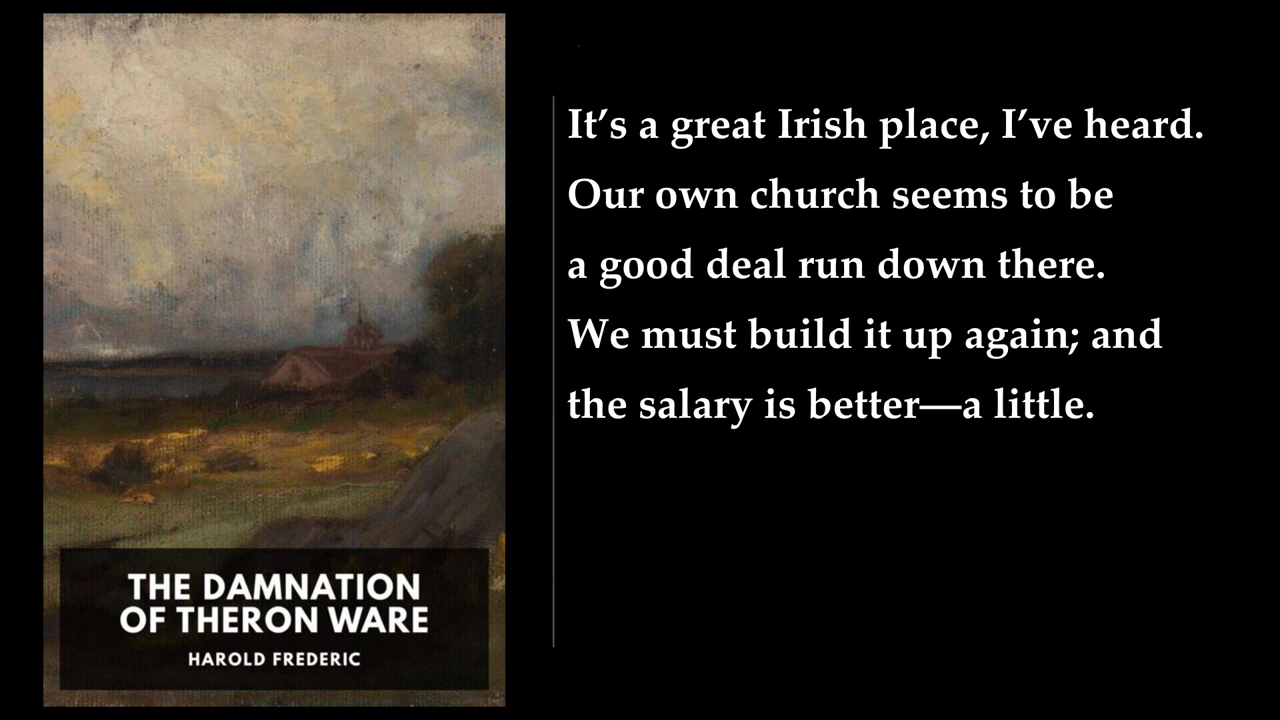 It’s a great Irish place, I’ve heard.
Our own church seems to be
a good deal run down there.
We must build it up again; and
the salary is better—a little.
THE DAMNATION
OF THERON WARE
HAROLD FREDERIC